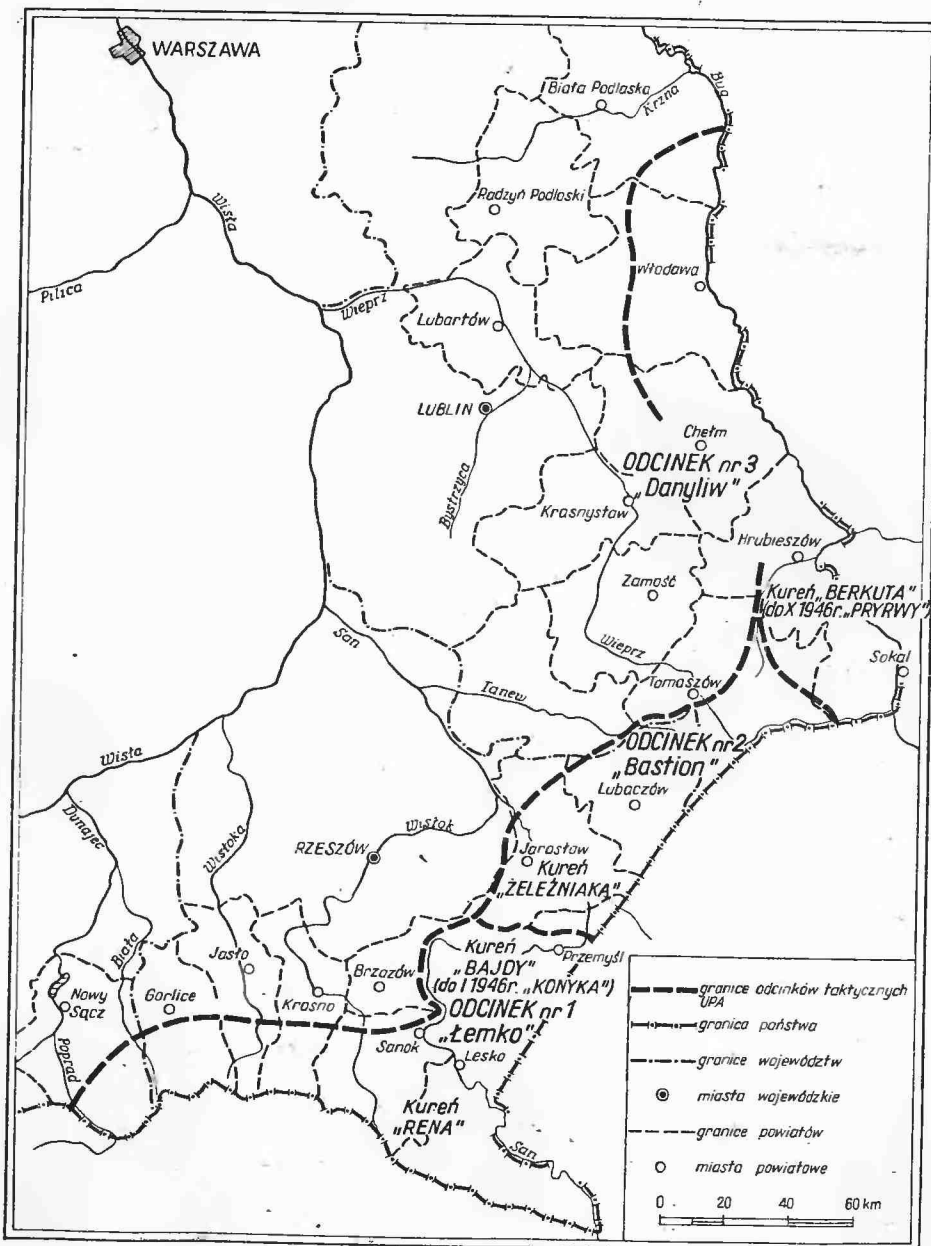 WARSZAWA
Biała Podlaska
Krzna
Bug
Radzyń Podlaski
Wisła
Włodawa
Pilica
Wieprz
Lubartów
LUBLIN
Chełm
ODCINEK nr 3
„Danyliw"
Bystrzyca
Krasnystaw
Hrubieszów
Zamość
Kureń „BERKUTA"
(do X 1946r. „PRYRWY")
San
Wieprz
Sokal
Tanew
Tomaszów
ODCINEK nr 2
„Bastion"
Wisła
Lubaczów
Dunajec
Wisłoka
Wisłok
RZESZÓW
Jarosław
Kureń
„ŻELEŹNIAKA"
Biała
Jasło
Kureń
„BAJDY"
(do I 1946r. „KONYKA")
Przemyśl
Brzozów
Nowy
Sącz
Gorlice
Krosno
ODCINEK nr 1
„Łemko"
Sanok
Lesko
Poprad
Kureń
„RENA"
San
granice odcinków taktycznych
UPA
granica państwa
granice województw
miasta wojewódzkie
granice powiatów
miasta powiatowe
0 20 40 60 km